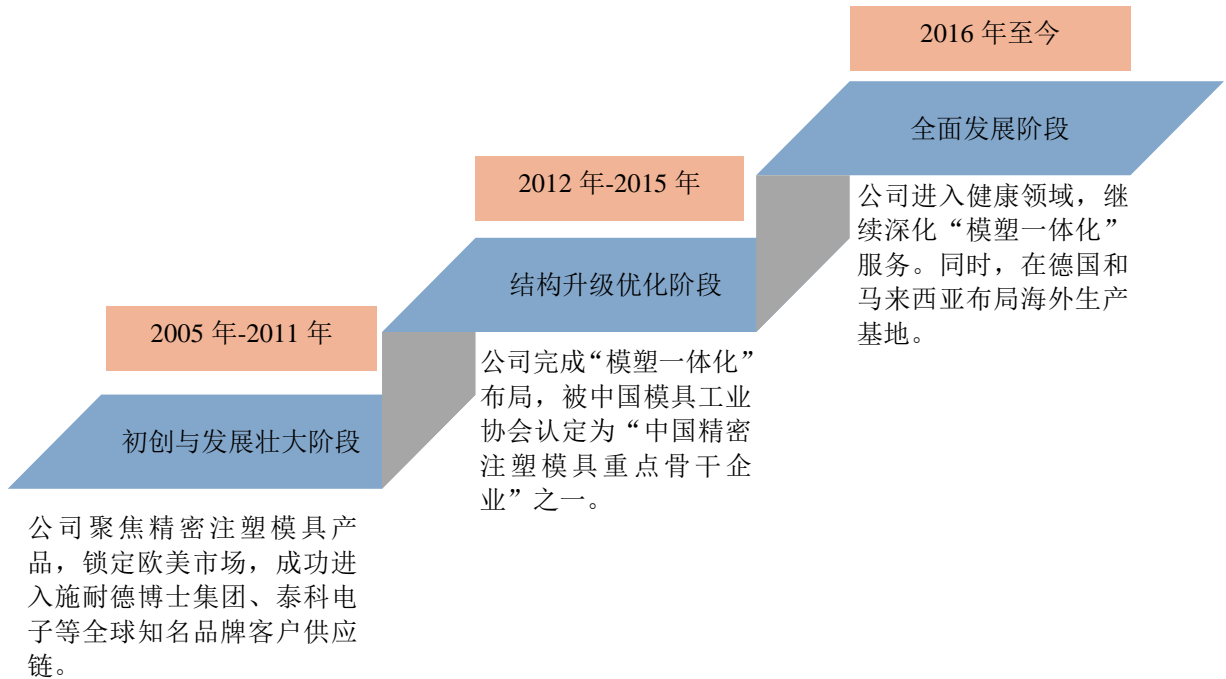 2005 年-2011 年
初创与发展壮大阶段
公司聚焦精密注塑模具产
品，锁定欧美市场，成功进
入施耐德博士集团、泰科电
子等全球知名品牌客户供应
链。
2012 年-2015 年
结构升级优化阶段
公司完成“模塑一体化”
布局，被中国模具工业
协会认定为“中国精密
注塑模具重点骨干企
业”之一。
2016 年至今
全面发展阶段
公司进入健康领域，继
续深化“模塑一体化”
服务。同时，在德国和
马来西亚布局海外生产
基地。